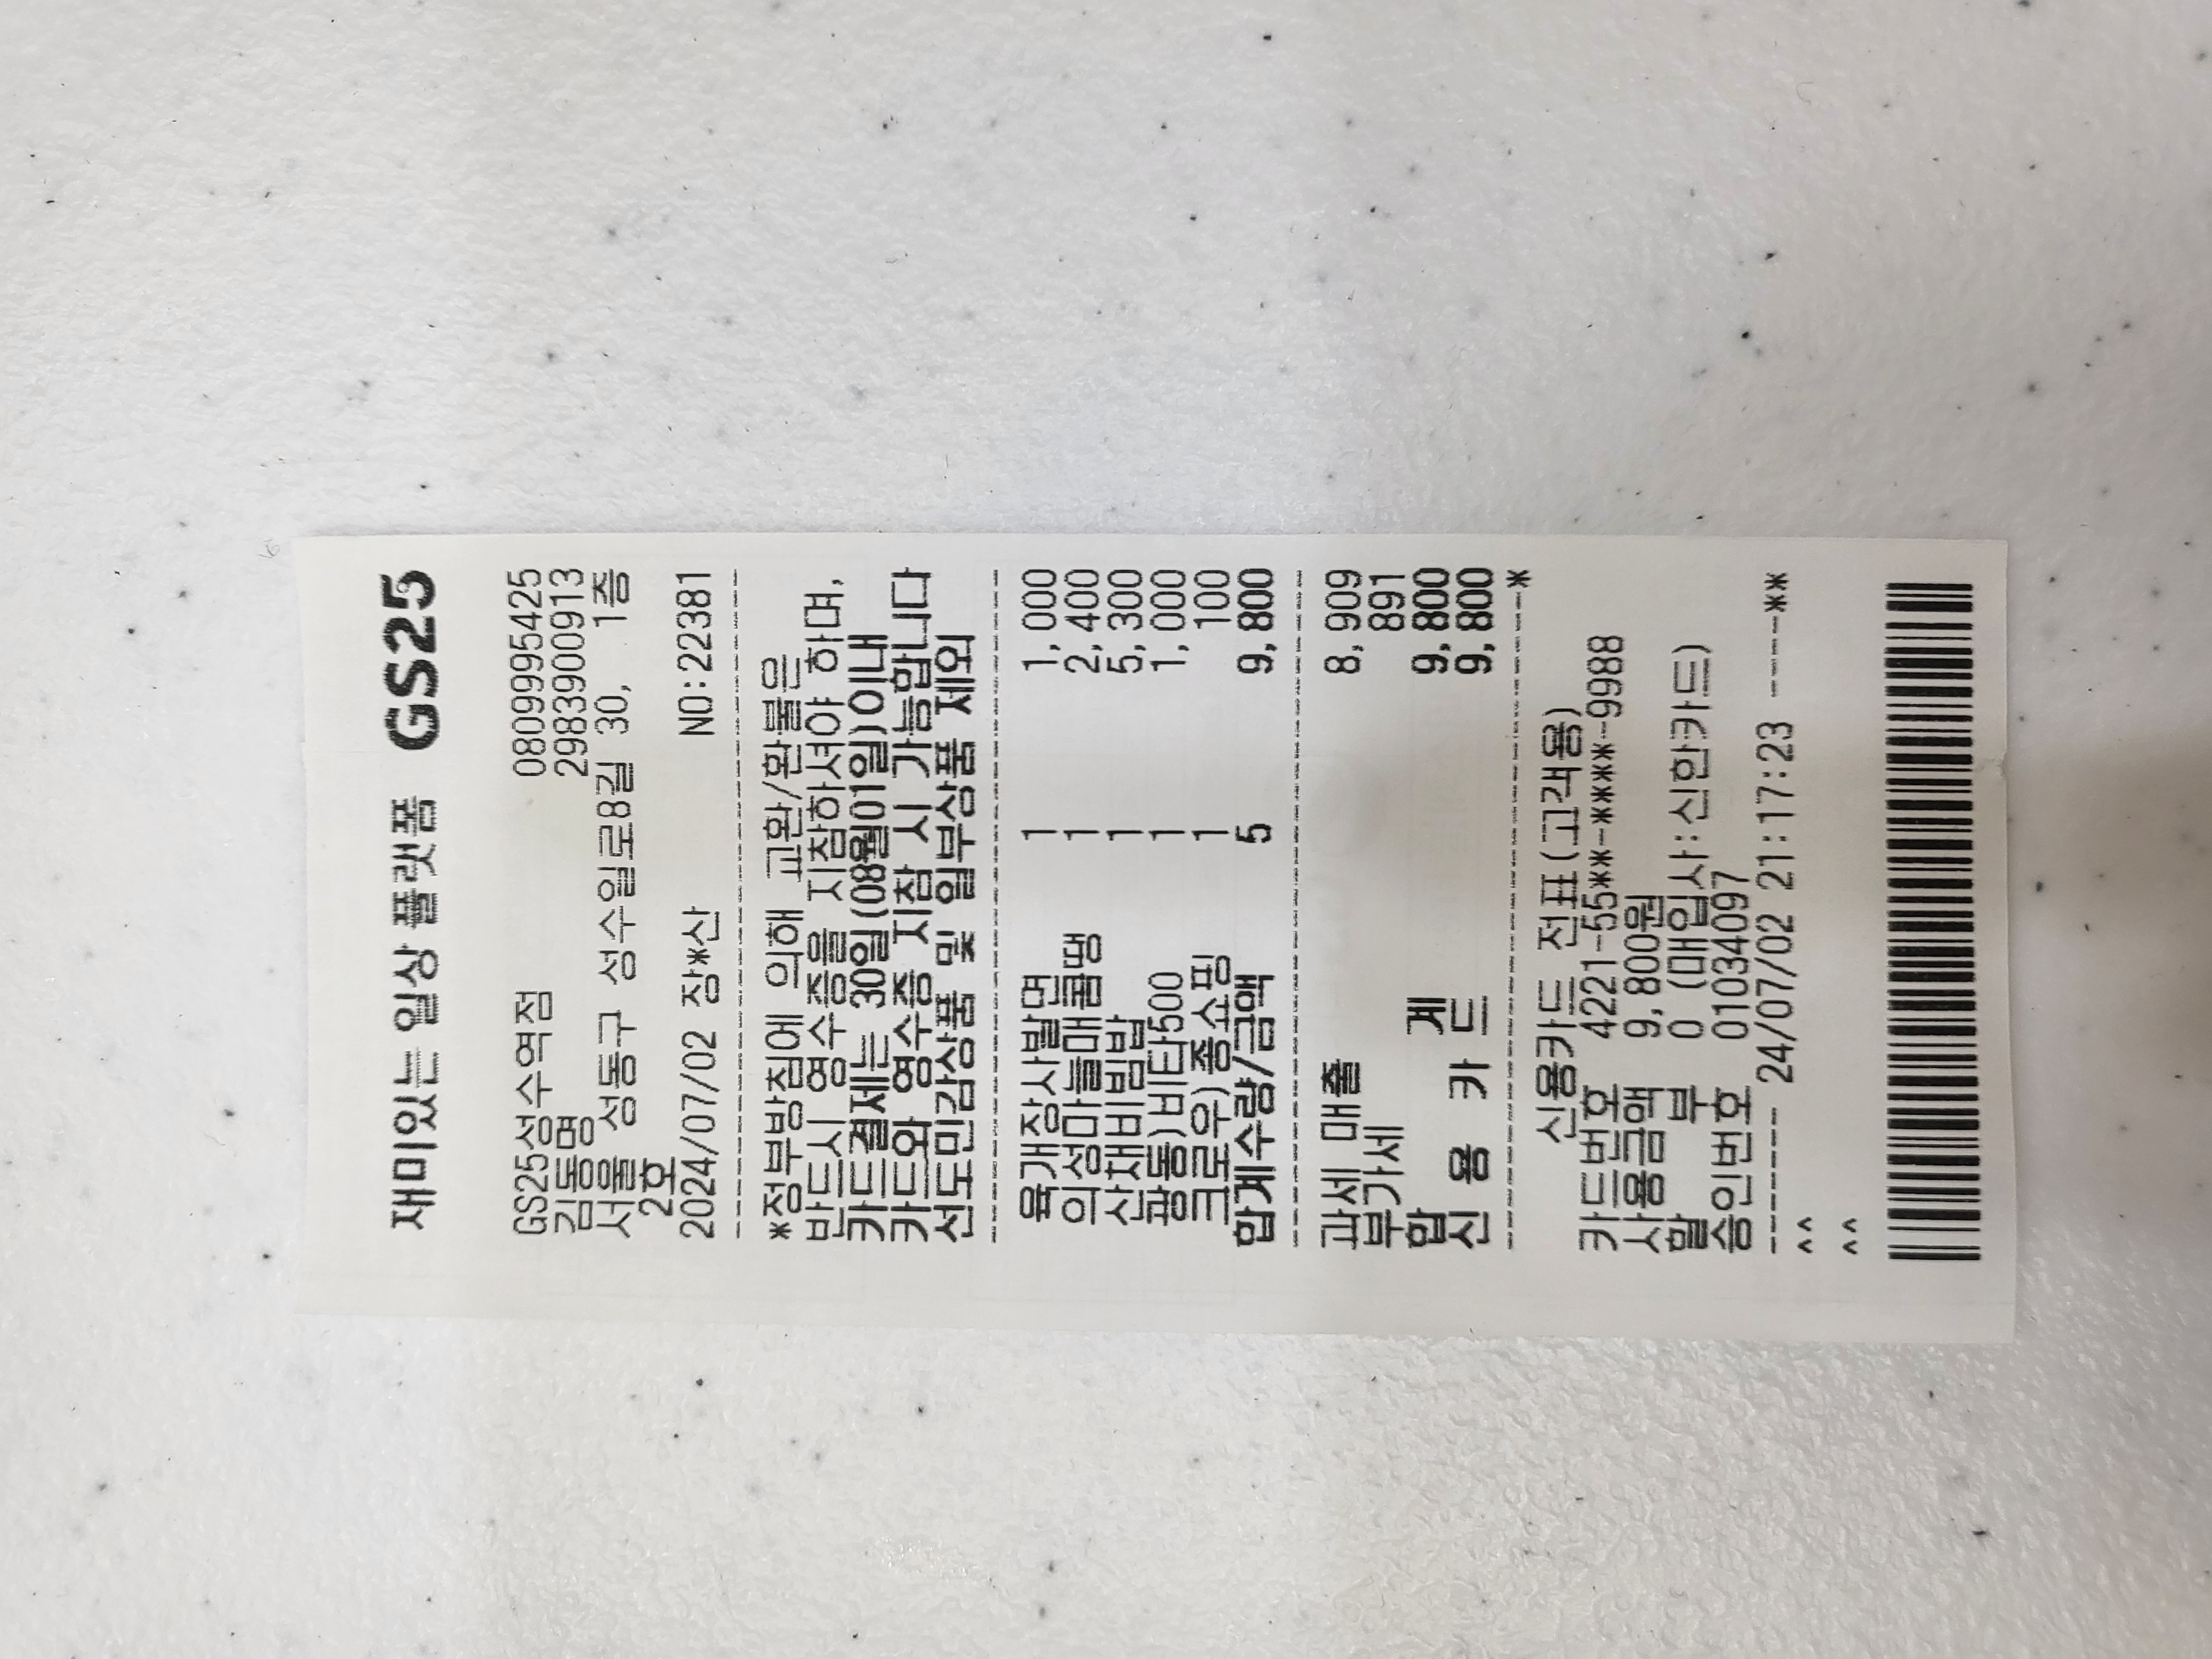 재미있는 일상 플랫폼 GS25
GS25성수역점 0809995425
김동명 2983900913
서울 성동구 성수일로8길 30, 1층
2호
2024/07/02 장*산 NO:22381
*정부방침에 의해 교환/환불은
반드시 영수증을 지참하셔야 하며,
카드결제는 30일(08월01일)이내
카드와 영수증 지참 시 가능합니다
선도민감상품 및 일부상품 제외
육개장사발면 1 1,000
의성마늘매콤땡 1 2,400
산채비빔밥 1 5,300
광동)비타500 1 1,000
크로우)종쇼핑 1 100
합계수량/금액 5 9,800
과세 매출 8,909
부가세 891
합 계 9,800
신 용 카 드 9,800
*
신용카드 전표(고객용)
카드번호 4221-55**-****-9988
사용금액 9,800원
할 부 0 (매입사:신한카드)
승인번호 01034097
------- 24/07/02 21:17:23 ----**
^^
^^